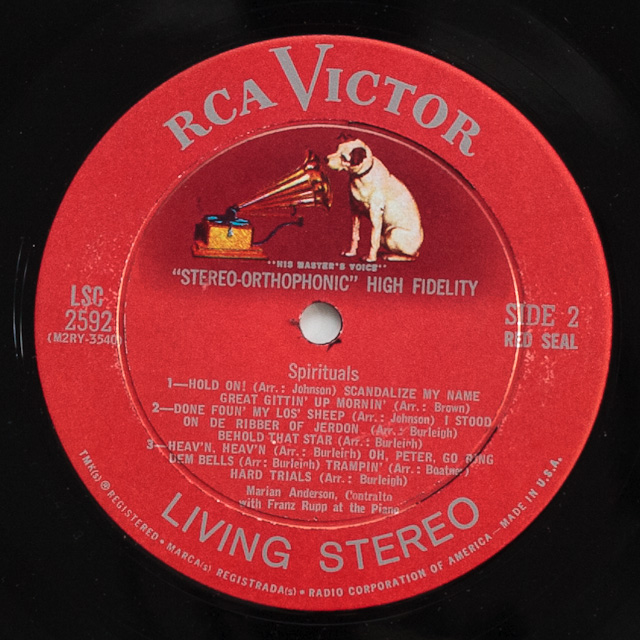 RCA VICTOR
"HIS MASTER'S VOICE"
"STEREO-ORTHOPHONIC" HIGH FIDELITY
LSC
2592
(M2RY-3540)
SIDE 2
RED SEAL
Spirituals
1—HOLD ON! (Arr.: Johnson) SCANDALIZE MY NAME
GREAT GITTIN' UP MORNIN' (Arr.: Brown)
2—DONE FOUN' MY LOS' SHEEP (Arr.: Johnson) I STOOD
ON DE RIBBER OF JERDON (Arr.: Burleigh)
BEHOLD THAT STAR (Arr.: Burleigh)
3—HEAV'N, HEAV'N (Arr.: Burleigh) OH, PETER, GO RING
DEM BELLS (Arr: Burleigh) TRAMPIN' (Arr.: Boatner)
HARD TRIALS (Arr.: Burleigh)
Marian Anderson, Contralto
with Franz Rupp at the Piano
LIVING STEREO
TMK(s) ® REGISTERED • MARCA(s) REGISTRADA(s) • RADIO CORPORATION OF AMERICA — MADE IN U.S.A.